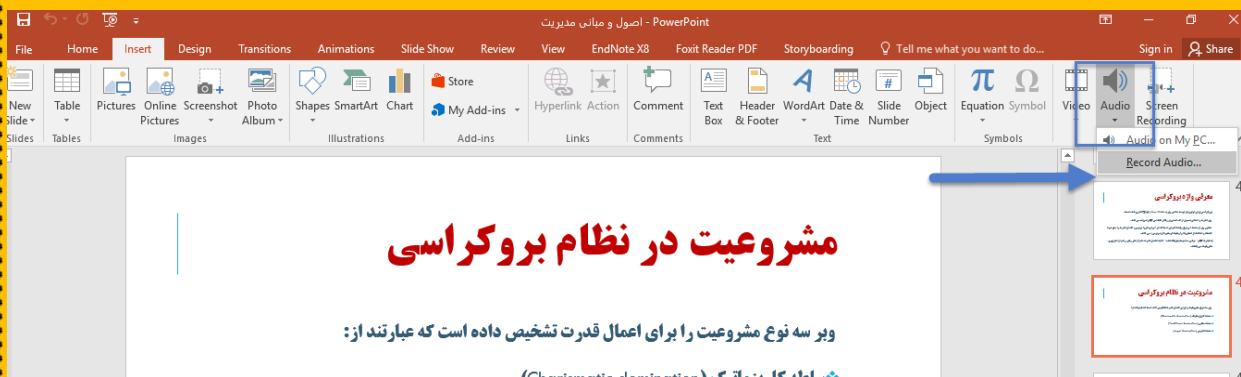 اصول و مبانی مدیریت - PowerPoint
File Home Insert Design Transitions Animations Slide Show Review View EndNote X8 Foxit Reader PDF Storyboarding Tell me what you want to do... Sign in Share
New Slide
Table
Pictures
Online Pictures
Screenshot
Photo Album
Shapes
SmartArt
Chart
Store
My Add-ins
Hyperlink
Action
Comment
Text Box
Header & Footer
WordArt
Date & Time
Slide Number
Object
Equation
Symbol
Video
Audio
Screen Recording
Slides Tables Images Illustrations Add-ins Links Comments Text Symbols
Audio on My PC...
Record Audio...
مشروعیت در نظام بروکراسی
وبر سه نوع مشروعیت را برای اعمال قدرت تشخیص داده است که عبارتند از:
(Charismatic domination)
معرفی واژه بروکراسی
مشروعیت در نظام بروکراسی